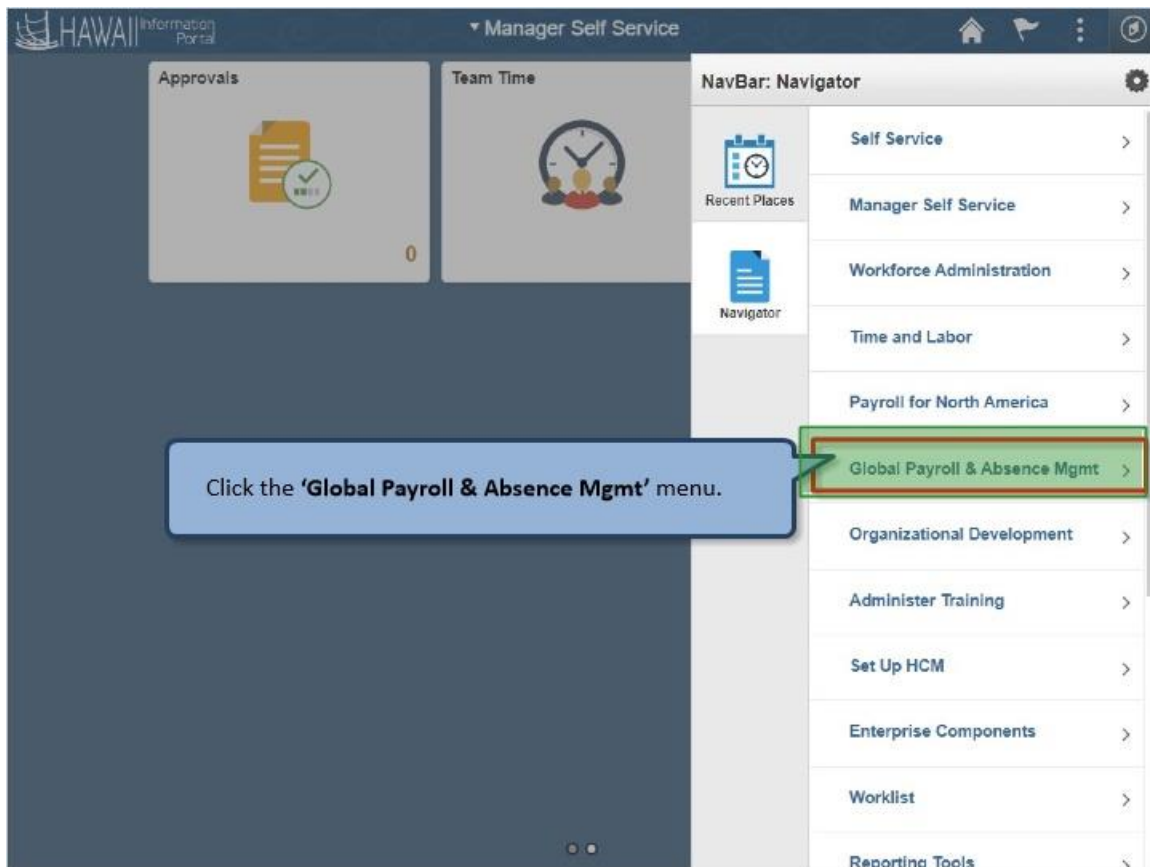 HAWAII Information
Portal
Manager Self Service
Approvals
0
Team Time
NavBar: Navigator
Recent Places
Navigator
Self Service
Manager Self Service
Workforce Administration
Time and Labor
Payroll for North America
Global Payroll & Absence Mgmt
Organizational Development
Administer Training
Set Up HCM
Enterprise Components
Worklist
Reporting Tools
Click the ‘Global Payroll & Absence Mgmt’ menu.